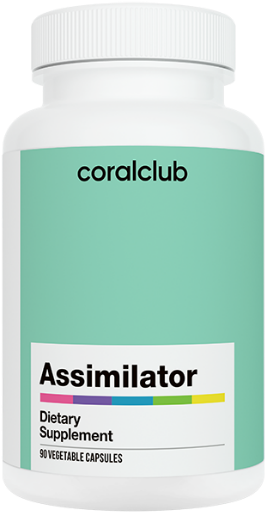 coralclub
Assimilator
Dietary
Supplement
90 VEGETABLE CAPSULES